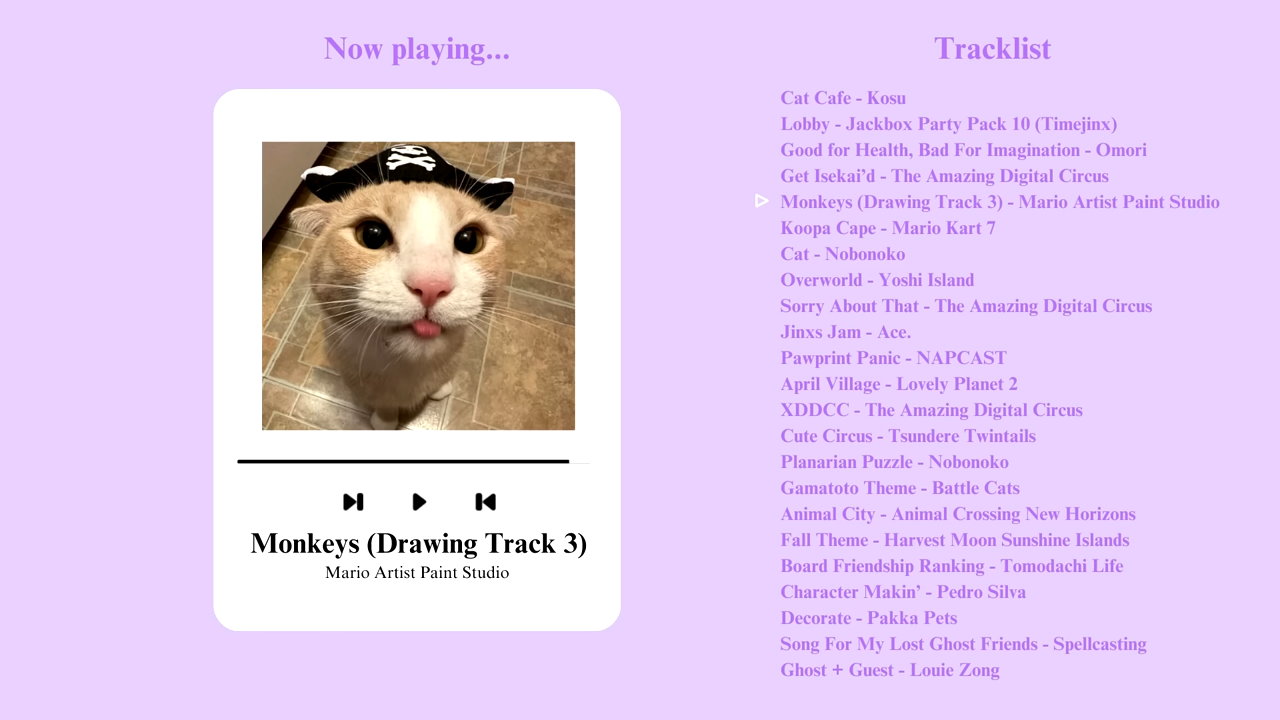 Now playing...
Monkeys (Drawing Track 3)
Mario Artist Paint Studio
Tracklist
Cat Cafe - Kosu
Lobby - Jackbox Party Pack 10 (Timejinx)
Good for Health, Bad For Imagination - Omori
Get Isekai’d - The Amazing Digital Circus
Monkeys (Drawing Track 3) - Mario Artist Paint Studio
Koopa Cape - Mario Kart 7
Cat - Nobonoko
Overworld - Yoshi Island
Sorry About That - The Amazing Digital Circus
Jinxs Jam - Ace.
Pawprint Panic - NAPCAST
April Village - Lovely Planet 2
XDDCC - The Amazing Digital Circus
Cute Circus - Tsundere Twintails
Planarian Puzzle - Nobonoko
Gamatoto Theme - Battle Cats
Animal City - Animal Crossing New Horizons
Fall Theme - Harvest Moon Sunshine Islands
Board Friendship Ranking - Tomodachi Life
Character Makin’ - Pedro Silva
Decorate - Pakka Pets
Song For My Lost Ghost Friends - Spellcasting
Ghost + Guest - Louie Zong